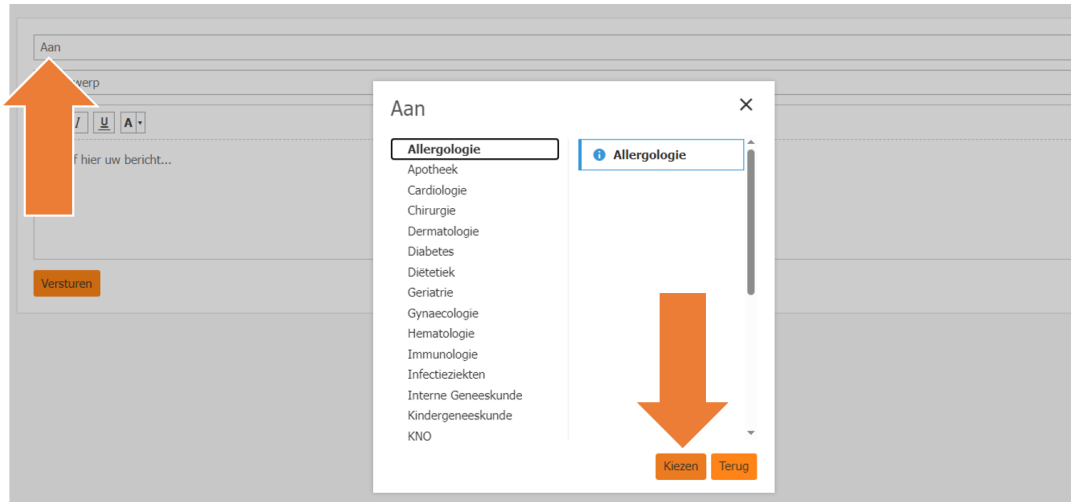 Aan
werp
I U A
f hier uw bericht...
Versturen
Aan
Allergologie
Apotheek
Cardiologie
Chirurgie
Dermatologie
Diabetes
Diëtetiek
Geriatrie
Gynaecologie
Hematologie
Immunologie
Infectieziekten
Interne Geneeskunde
Kindergeneeskunde
KNO
Allergologie
Kiezen Terug